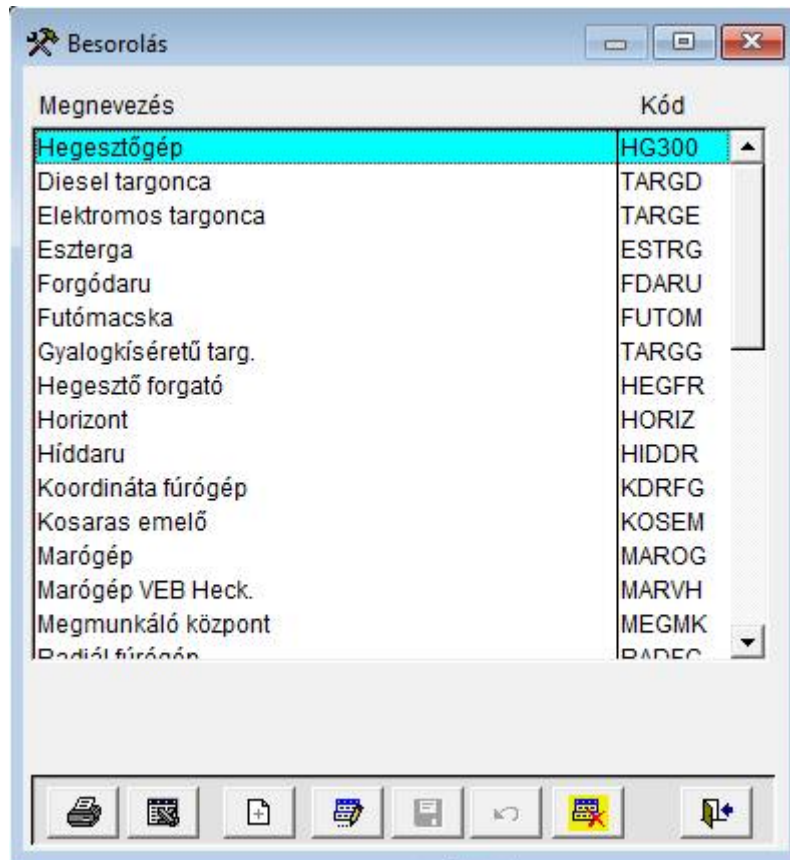 Besorolás
Megnevezés Kód
Hegesztőgép HG300
Diesel targonca TARGD
Elektromos targonca TARGE
Eszterga ESTRG
Forgódaru FDARU
Futómacska FUTOM
Gyalogkíséretű targ. TARGG
Hegesztő forgató HEGFR
Horizont HORIZ
Híddaru HIDDR
Koordináta fúrógép KDRFG
Kosaras emelő KOSEM
Marógép MAROG
Marógép VEB Heck. MARVH
Megmunkáló központ MEGMK
Radiál fúrógép